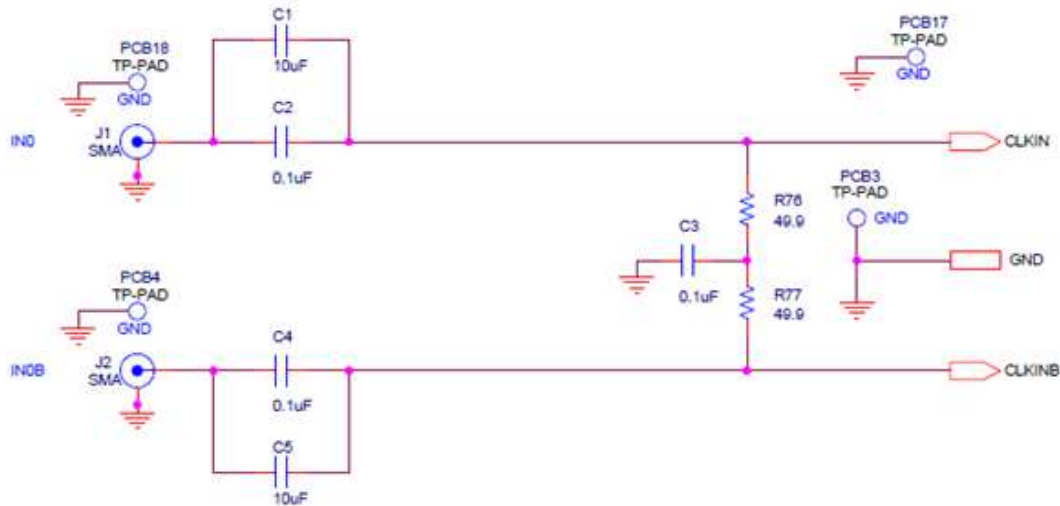 C1
10uF
PCB18
TP-PAD
GND
PCB17
TP-PAD
GND
C2
0.1uF
IN0
J1
SMA
CLKIN
R76
49.9
PCB3
TP-PAD
GND
C3
0.1uF
GND
R77
49.9
PCB4
TP-PAD
GND
IN0B
J2
SMA
C4
0.1uF
CLKINB
C5
10uF